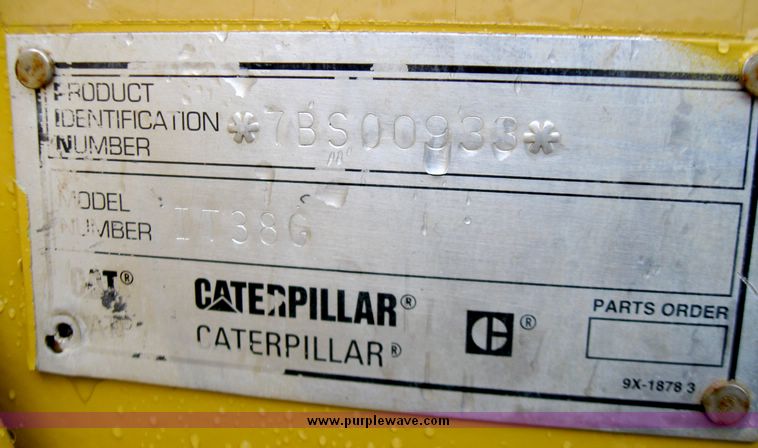 PRODUCT
IDENTIFICATION
NUMBER
*7BS00933*
MODEL
NUMBER
IT38G
CAT®
CATERPILLAR®
CATERPILLAR®
C ®
PARTS ORDER
9X-1878 3
www.purplewave.com